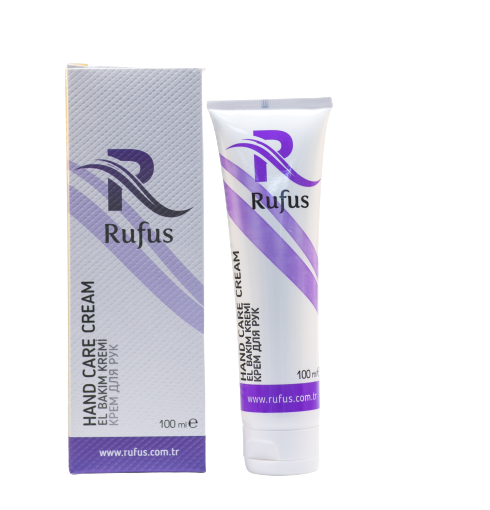 R
Rufus
HAND CARE CREAM
EL BAKIM KREMİ
КРЕМ ДЛЯ РУК
100 ml ℮
www.rufus.com.tr
R
Rufus
HAND CARE CREAM
EL BAKIM KREMİ
КРЕМ ДЛЯ РУК
100 ml ℮
www.rufus.com.tr